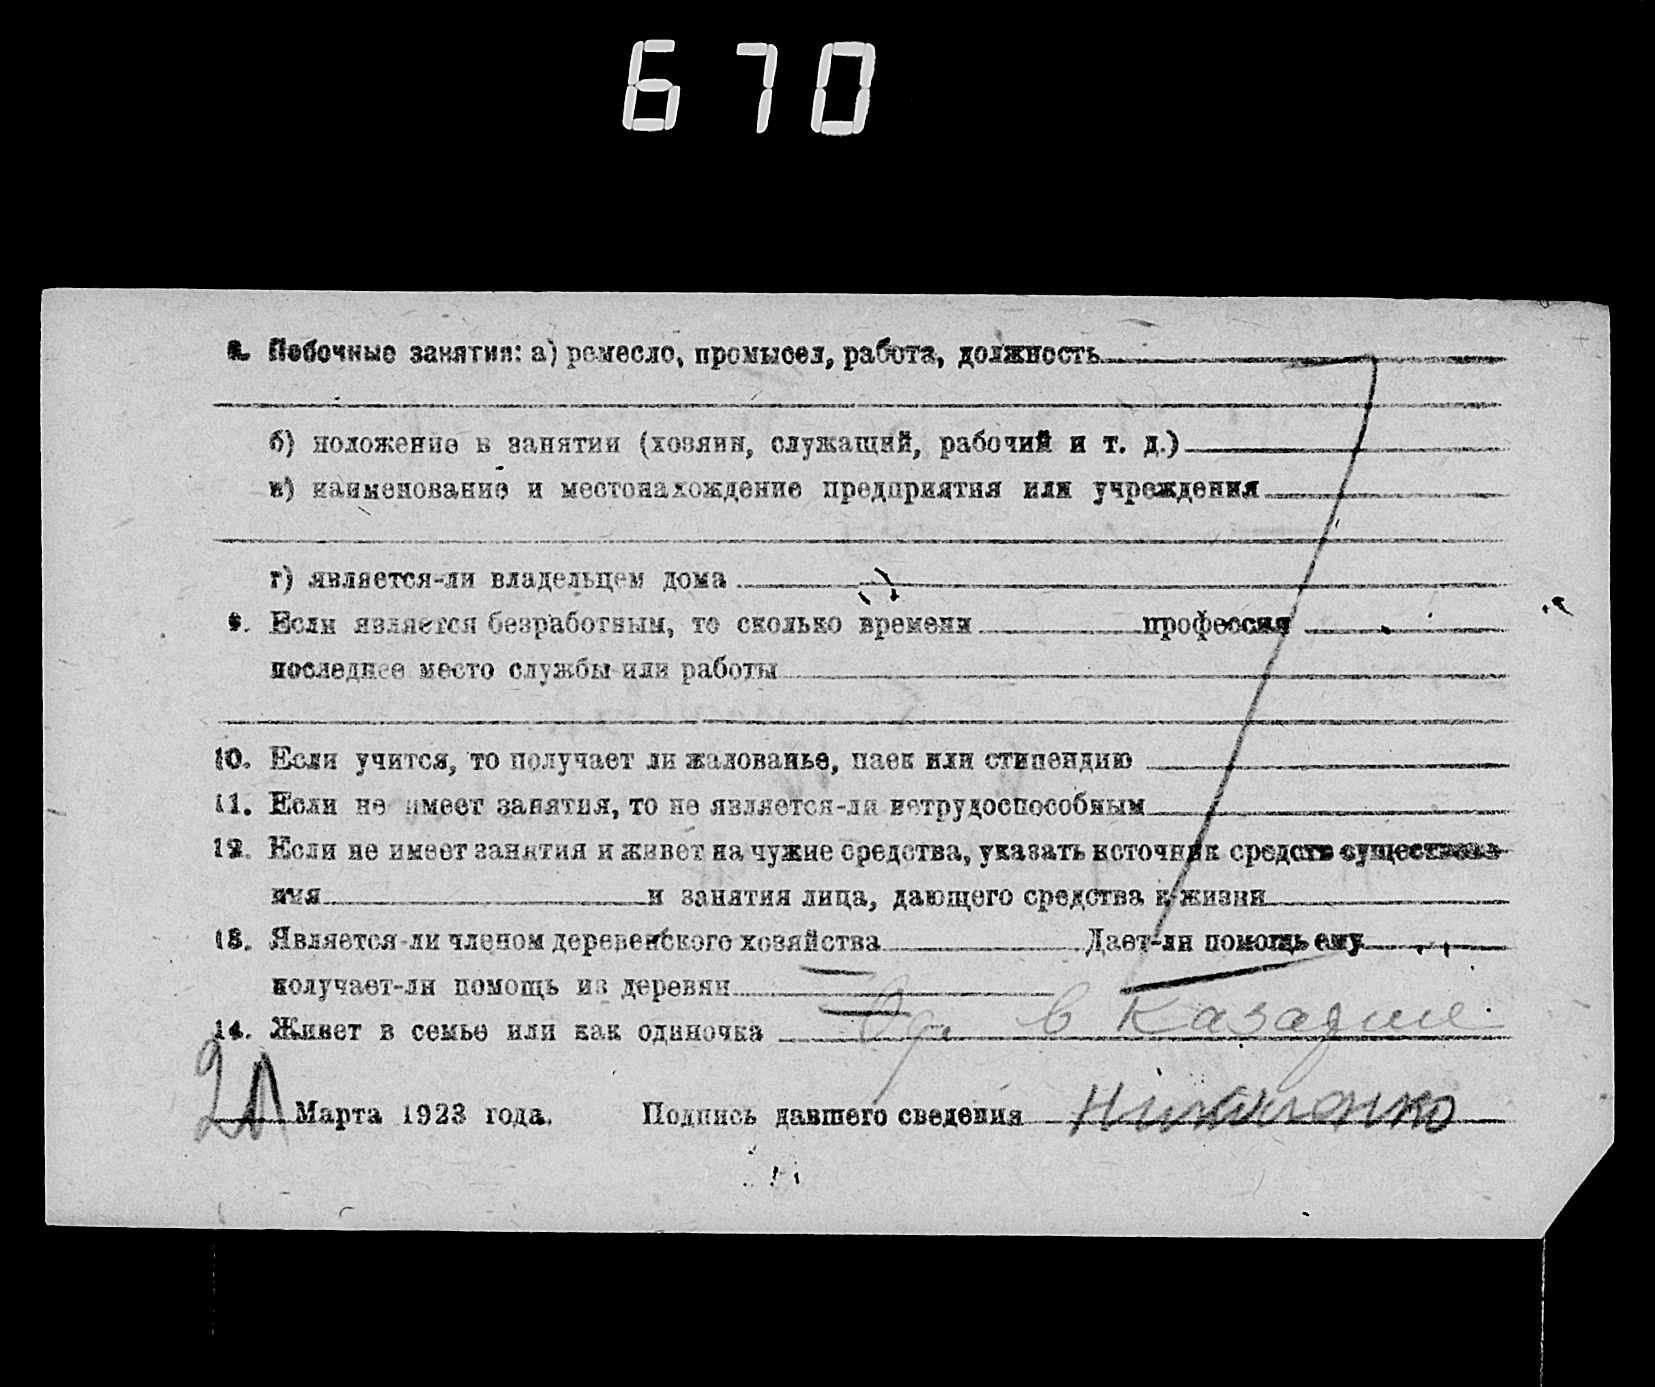 670
8. Побочные занятия: а) ремесло, промысел, работа, должность
б) положение в занятии (хозяин, служащий, рабочий и т. д.)
в) наименование и местонахождение предприятия или учреждения
г) является-ли владельцем дома
9. Если является безработным, то сколько времени профессия
последнее место службы или работы
10. Если учится, то получает ли жалованье, паек или стипендию
11. Если не имеет занятия, то не является-ли нетрудоспособным
12. Если не имеет занятия и живет на чужие средства, указать источник средств существова-
ния и занятия лица, дающего средства к жизни
13. Является-ли членом деревенского хозяйства Дает-ли помощь ему
получает-ли помощь из деревни
14. Живет в семье или как одиночка в
Марта 1923 года. Подпись давшего сведения